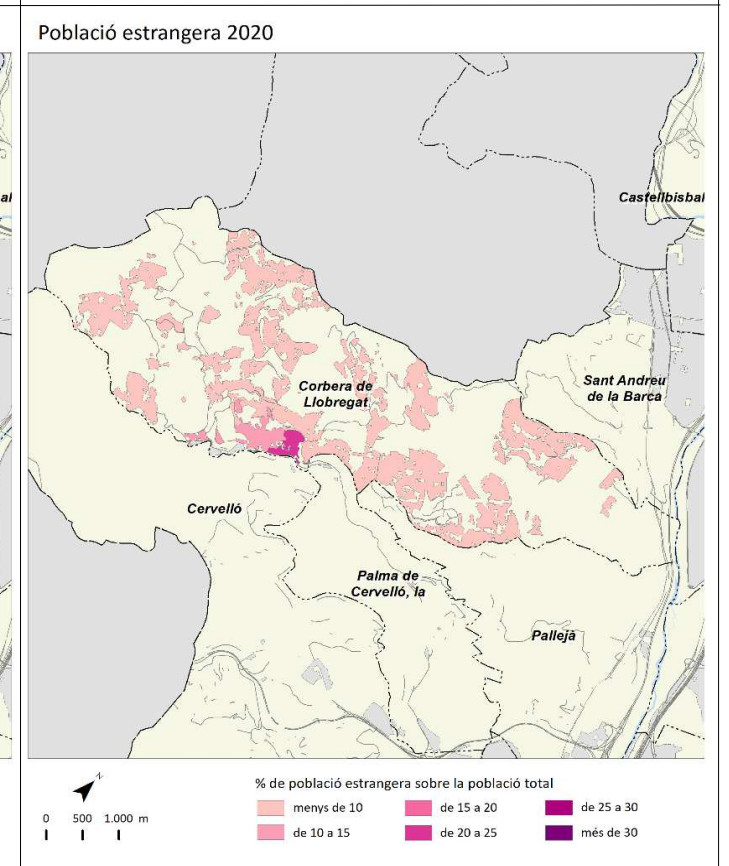 Població estrangera 2020
al
Castellbisbal
Sant Andreu
de la Barca
Corbera de
Llobregat
Cervelló
Palma de
Cervelló, la
Pallejà
N
0 500 1.000 m
% de població estrangera sobre la població total
menys de 10
de 15 a 20
de 25 a 30
de 10 a 15
de 20 a 25
més de 30